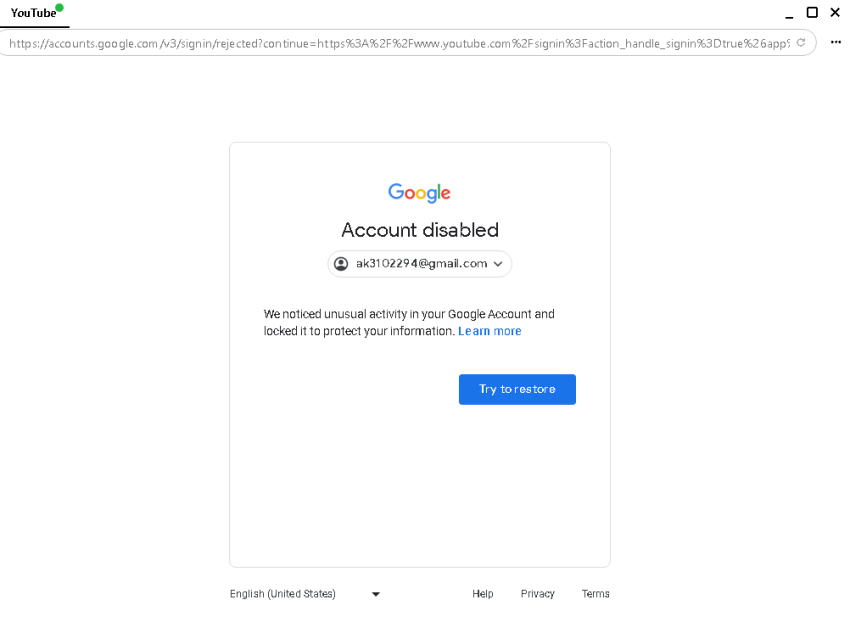 YouTube
https://accounts.google.com/v3/signin/rejected?continue=https%3A%2F%2Fwww.youtube.com%2Fsignin%3Faction_handle_signin%3Dtrue%26app%
Google
Account disabled
ak3102294@gmail.com
We noticed unusual activity in your Google Account and
locked it to protect your information. Learn more
Try to restore
English (United States)
Help Privacy Terms